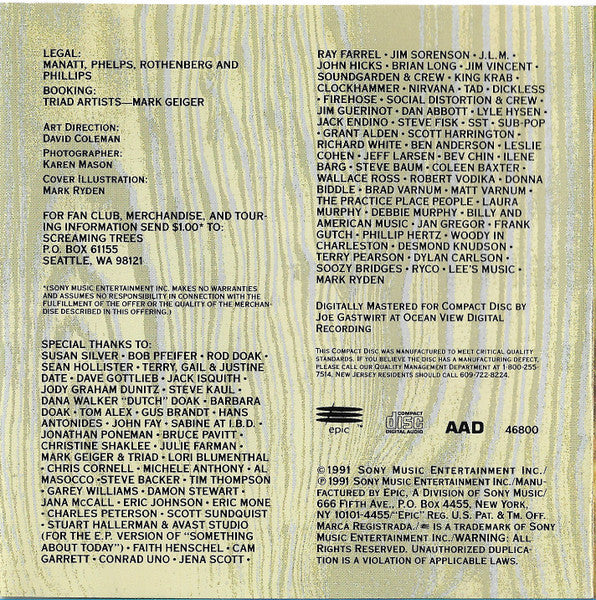 LEGAL:
MANATT, PHELPS, ROTHENBERG AND
PHILLIPS
BOOKING:
TRIAD ARTISTS—MARK GEIGER
ART DIRECTION:
DAVID COLEMAN
PHOTOGRAPHER:
KAREN MASON
COVER ILLUSTRATION:
MARK RYDEN
FOR FAN CLUB, MERCHANDISE, AND TOUR-
ING INFORMATION SEND $1.00* TO:
SCREAMING TREES
P.O. BOX 61155
SEATTLE, WA 98121
*(SONY MUSIC ENTERTAINMENT INC. MAKES NO WARRANTIES
AND ASSUMES NO RESPONSIBILITY IN CONNECTION WITH THE
FULFILLMENT OF THE OFFER OR THE QUALITY OF THE MERCHAN-
DISE DESCRIBED IN THIS OFFERING.)
SPECIAL THANKS TO:
SUSAN SILVER • BOB PFEIFER • ROD DOAK •
SEAN HOLLISTER • TERRY, GAIL & JUSTINE
DATE • DAVE GOTTLIEB • JACK ISQUITH •
JODY GRAHAM DUNITZ • STEVE KAUL •
DANA WALKER "DUTCH" DOAK • BARBARA
DOAK • TOM ALEX • GUS BRANDT • HANS
ANTONIDES • JOHN FAY • SABINE AT I.B.D. •
JONATHAN PONEMAN • BRUCE PAVITT •
CHRISTINE SHAKLEE • JULIE FARMAN •
MARK GEIGER & TRIAD • LORI BLUMENTHAL
• CHRIS CORNELL • MICHELE ANTHONY • AL
MASOCCO • STEVE BACKER • TIM THOMPSON
• GAREY WILLIAMS • DAMON STEWART •
JANA MCCALL • ERIC JOHNSON • ERIC MONE
• CHARLES PETERSON • SCOTT SUNDQUIST
• STUART HALLERMAN & AVAST STUDIO
(FOR THE E.P. VERSION OF "SOMETHING
ABOUT TODAY") • FAITH HENSCHEL • CAM
GARRETT • CONRAD UNO • JENA SCOTT •
RAY FARREL • JIM SORENSON • J.L.M. •
JOHN HICKS • BRIAN LONG • JIM VINCENT •
SOUNDGARDEN & CREW • KING KRAB •
CLOCKHAMMER • NIRVANA • TAD • DICKLESS
• FIREHOSE • SOCIAL DISTORTION & CREW •
JIM GUERINOT • DAN ABBOTT • LYLE HYSEN
• JACK ENDINO • STEVE FISK • SST • SUB-POP
• GRANT ALDEN • SCOTT HARRINGTON •
RICHARD WHITE • BEN ANDERSON • LESLIE
COHEN • JEFF LARSEN • BEV CHIN • ILENE
BARG • STEVE BAUM • COLEEN BAXTER •
WALLACE ROSS • ROBERT VODIKA • DONNA
BIDDLE • BRAD VARNUM • MATT VARNUM •
THE PRACTICE PLACE PEOPLE • LAURA
MURPHY • DEBBIE MURPHY • BILLY AND
AMERICAN MUSIC • JAN GREGOR • FRANK
GUTCH • PHILLIP HERTZ • WOODY IN
CHARLESTON • DESMOND KNUDSON •
TERRY PEARSON • DYLAN CARLSON •
SOOZY BRIDGES • RYCO • LEE'S MUSIC •
MARK RYDEN
DIGITALLY MASTERED FOR COMPACT DISC BY
JOE GASTWIRT AT OCEAN VIEW DIGITAL
RECORDING
THIS COMPACT DISC WAS MANUFACTURED TO MEET CRITICAL QUALITY
STANDARDS. IF YOU BELIEVE THE DISC HAS A MANUFACTURING DEFECT,
PLEASE CALL OUR QUALITY MANAGEMENT DEPARTMENT AT 1-800-255-
7514. NEW JERSEY RESIDENTS SHOULD CALL 609-722-8224.
epic
COMPACT
disc
DIGITAL AUDIO
AAD
46800
© 1991 SONY MUSIC ENTERTAINMENT INC./
℗ 1991 SONY MUSIC ENTERTAINMENT INC./MANU-
FACTURED BY EPIC, A DIVISION OF SONY MUSIC/
666 FIFTH AVE., P.O. BOX 4455, NEW YORK,
NY 10101-4455/"EPIC" REG. U.S. PAT. & TM. OFF.
MARCA REGISTRADA./ IS A TRADEMARK OF SONY
MUSIC ENTERTAINMENT INC./WARNING: ALL
RIGHTS RESERVED. UNAUTHORIZED DUPLICA-
TION IS A VIOLATION OF APPLICABLE LAWS.